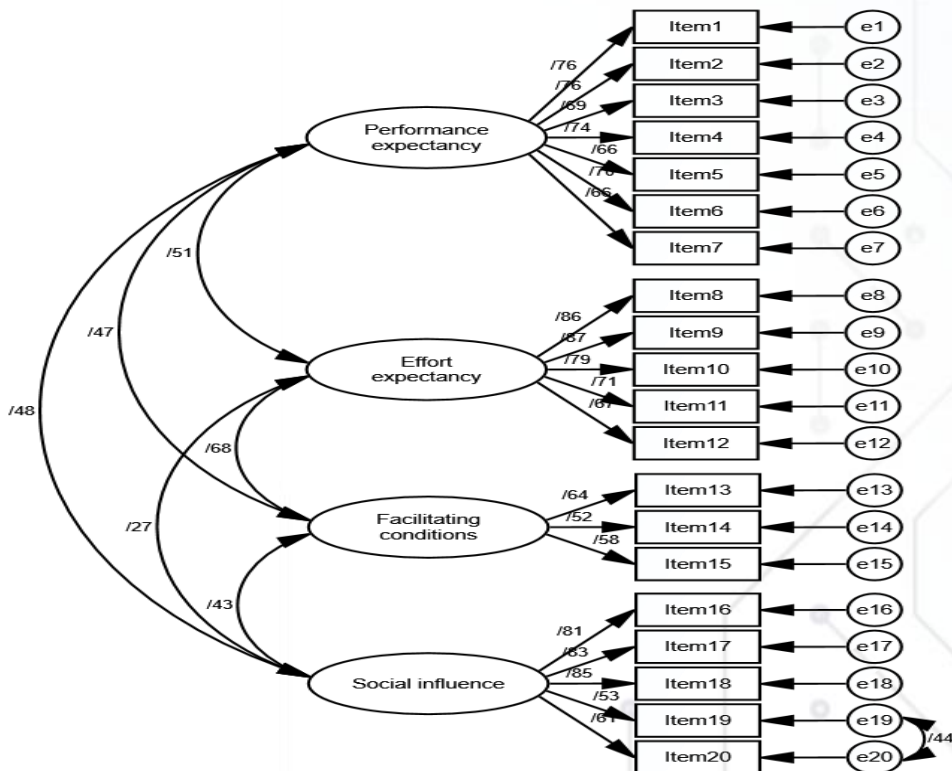 Item1 e1
/76
Item2 e2
/76
Item3 e3
/69
Performance
expectancy
/74
Item4 e4
/66
Item5 e5
Item6 e6
/66
Item7 e7
/51
Item8 e8
/86
Item9 e9
/87
/47
Effort
expectancy
/79
Item10 e10
/71
Item11 e11
/67
Item12 e12
/48
/68
Item13 e13
/64
/27
Facilitating
conditions
/52
Item14 e14
/58
Item15 e15
/43
Item16 e16
/81
Item17 e17
/83
Social influence
/85
Item18 e18
/53
Item19 e19
/44
/61
Item20 e20